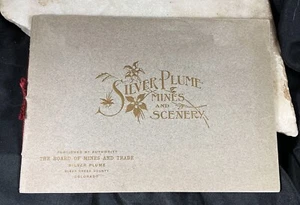 SILVER PLUME
MINES
AND
SCENERY
PUBLISHED BY AUTHORITY
THE BOARD OF MINES AND TRADE
SILVER PLUME
CLEAR CREEK COUNTY
COLORADO